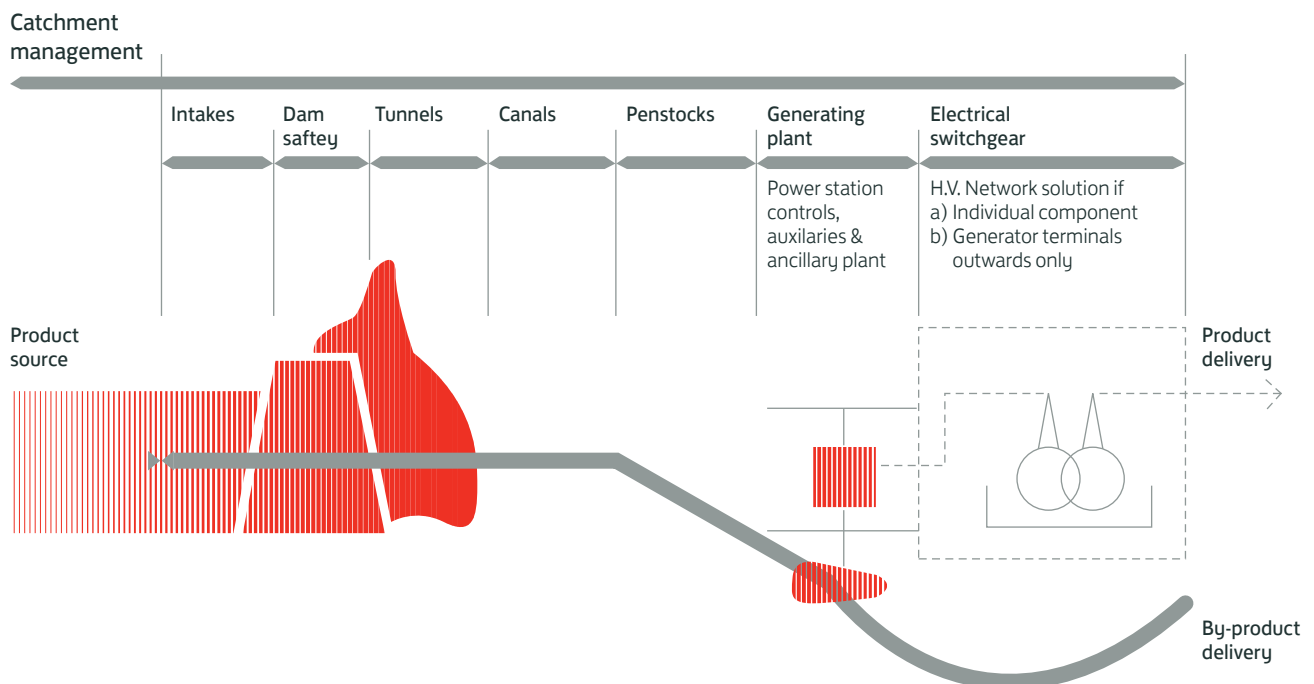 Catchment
management
Intakes
Dam
saftey
Tunnels
Canals
Penstocks
Generating
plant
Electrical
switchgear
Power station
controls,
auxilaries &
ancillary plant
H.V. Network solution if
a) Individual component
b) Generator terminals
outwards only
Product
source
Product
delivery
By-product
delivery